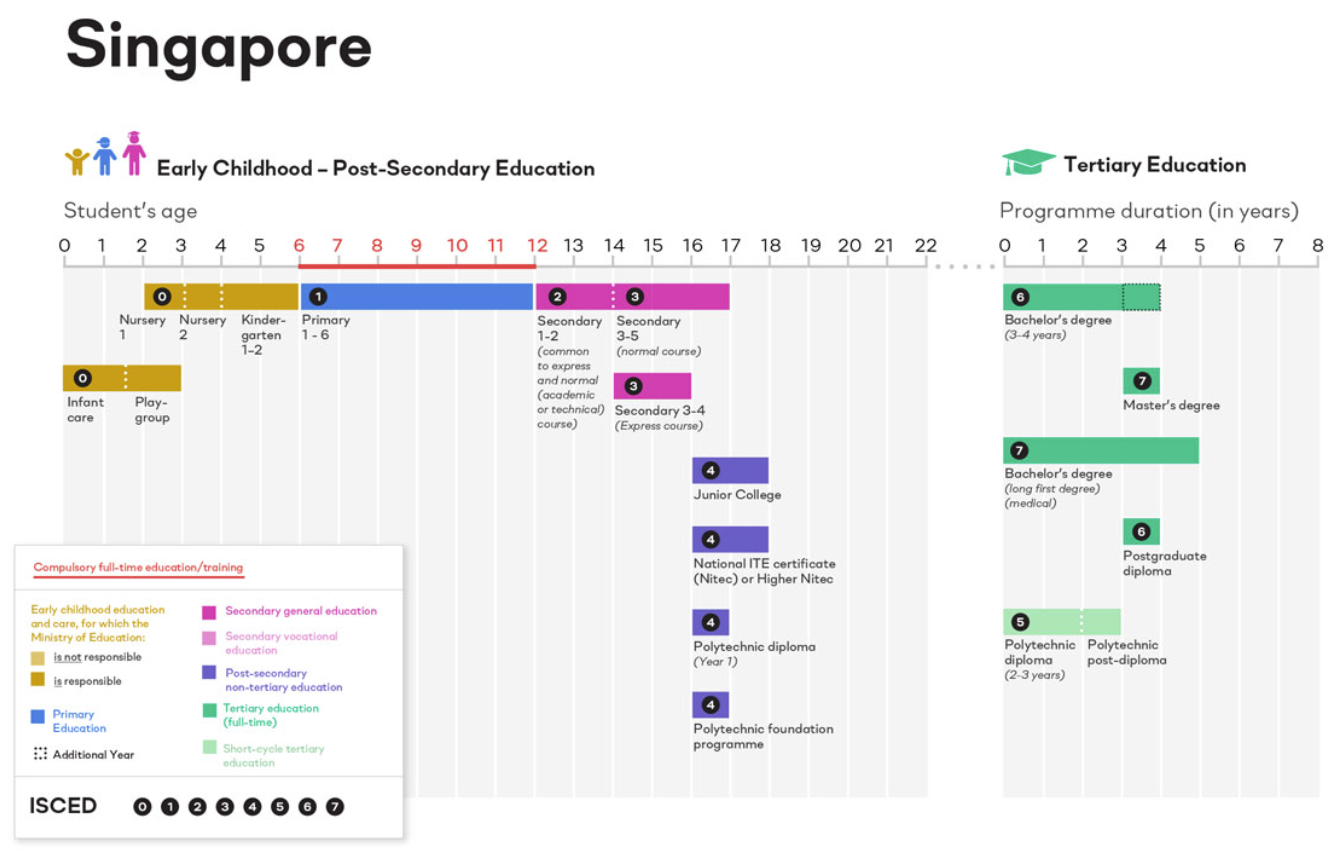 Singapore
Early Childhood – Post-Secondary Education
Student's age
0 1 2 3 4 5 6 7 8 9 10 11 12 13 14 15 16 17 18 19 20 21 22
0
1
Nursery
1
Nursery
2
Kinder-
garten
1–2
Primary
1 - 6
2
3
Secondary
1-2
(common
to express
and normal
(academic
or technical)
course)
Secondary
3-5
(normal course)
0
Infant
care
Play-
group
3
Secondary 3-4
(Express course)
4
Junior College
4
National ITE certificate
(Nitec) or Higher Nitec
4
Polytechnic diploma
(Year 1)
4
Polytechnic foundation
programme
Tertiary Education
Programme duration (in years)
0 1 2 3 4 5 6 7 8
6
Bachelor's degree
(3–4 years)
7
Master's degree
7
Bachelor's degree
(long first degree)
(medical)
6
Postgraduate
diploma
5
Polytechnic
diploma
(2-3 years)
Polytechnic
post-diploma
Compulsory full-time education/training
Early childhood education
and care, for which the
Ministry of Education:
is not responsible
is responsible
Primary
Education
Additional Year
Secondary general education
Secondary vocational
education
Post-secondary
non-tertiary education
Tertiary education
(full-time)
Short-cycle tertiary
education
ISCED 0 1 2 3 4 5 6 7